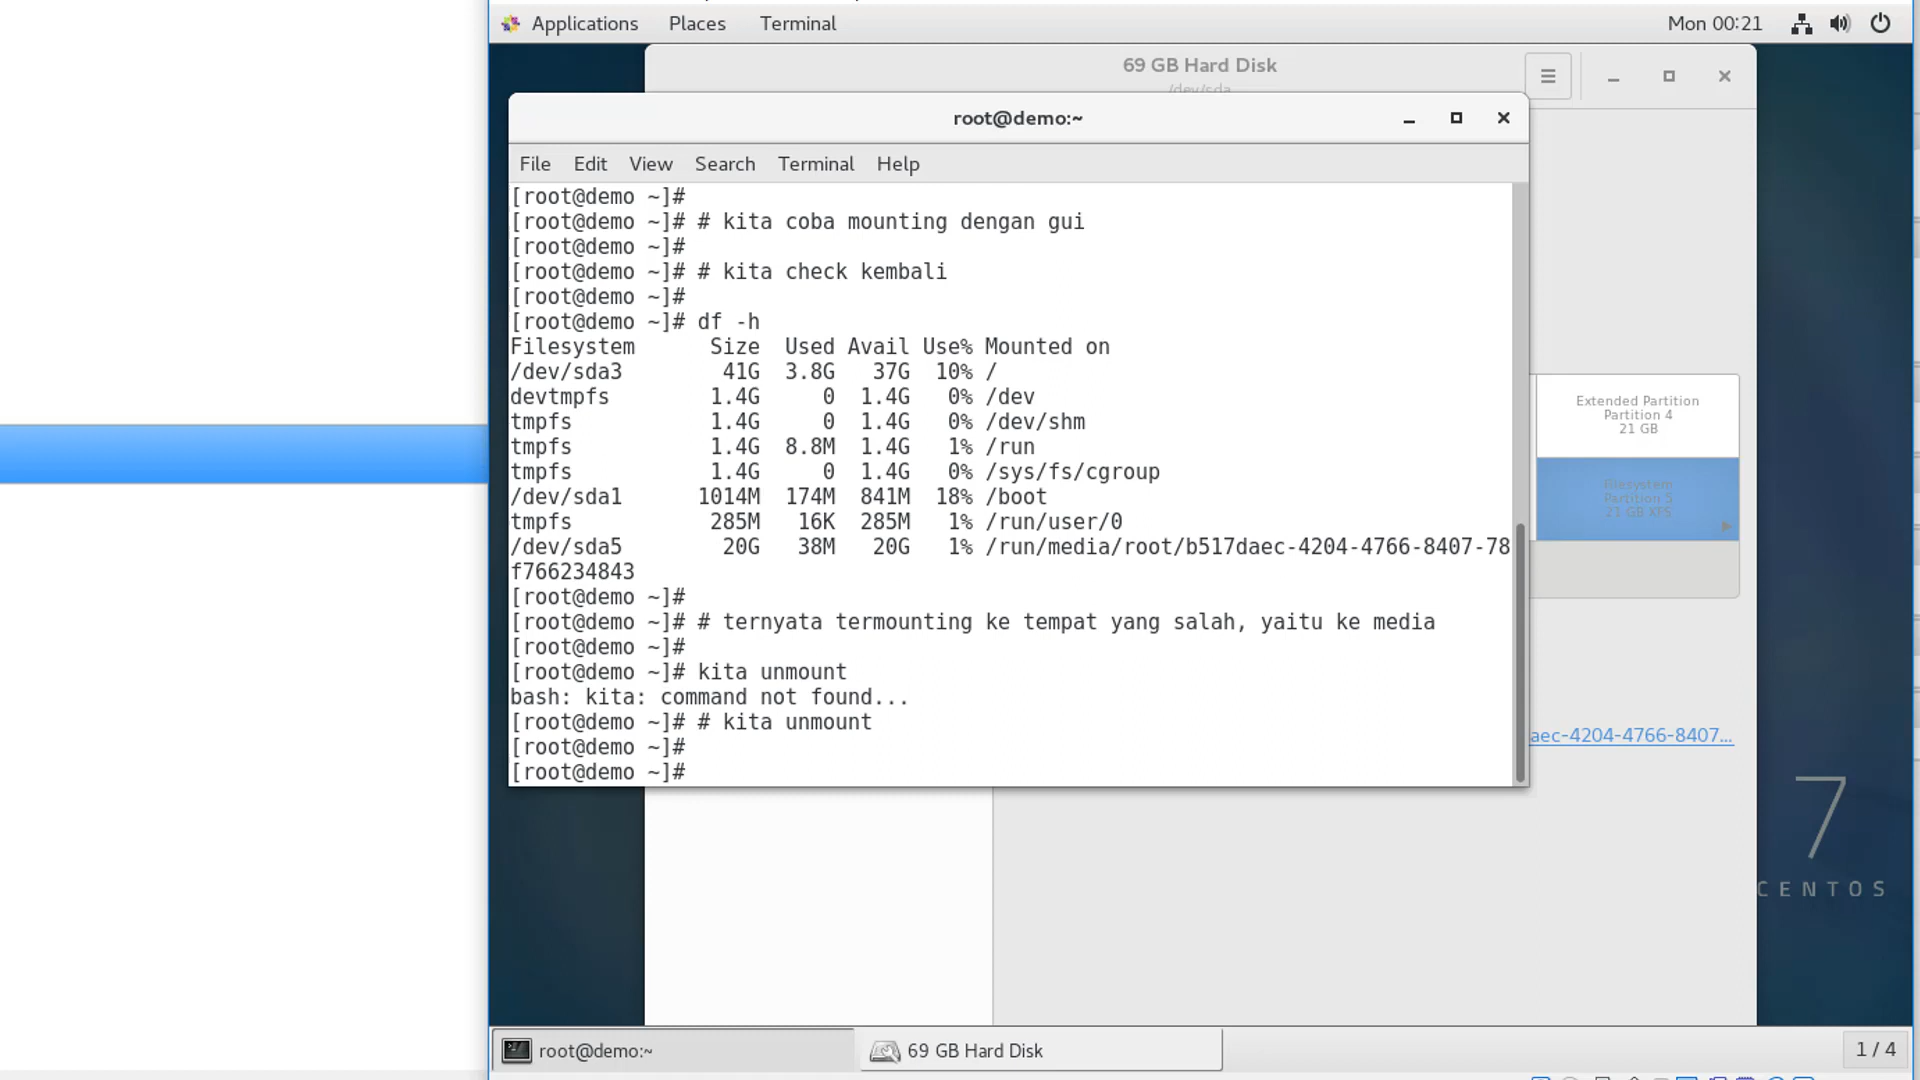 Applications Places Terminal Mon 00:21
69 GB Hard Disk
/dev/sda
root@demo:~
File Edit View Search Terminal Help
[root@demo ~]#
[root@demo ~]# # kita coba mounting dengan gui
[root@demo ~]#
[root@demo ~]# # kita check kembali
[root@demo ~]#
[root@demo ~]# df -h
Filesystem Size Used Avail Use% Mounted on
/dev/sda3 41G 3.8G 37G 10% /
devtmpfs 1.4G 0 1.4G 0% /dev
tmpfs 1.4G 0 1.4G 0% /dev/shm
tmpfs 1.4G 8.8M 1.4G 1% /run
tmpfs 1.4G 0 1.4G 0% /sys/fs/cgroup
/dev/sda1 1014M 174M 841M 18% /boot
tmpfs 285M 16K 285M 1% /run/user/0
/dev/sda5 20G 38M 20G 1% /run/media/root/b517daec-4204-4766-8407-78
f766234843
[root@demo ~]#
[root@demo ~]# # ternyata termounting ke tempat yang salah, yaitu ke media
[root@demo ~]#
[root@demo ~]# kita unmount
bash: kita: command not found...
[root@demo ~]# # kita unmount
[root@demo ~]#
[root@demo ~]#
Extended Partition
Partition 4
21 GB
Filesystem
Partition 5
21 GB XFS
aec-4204-4766-8407...
7
CENTOS
root@demo:~ 69 GB Hard Disk 1 / 4